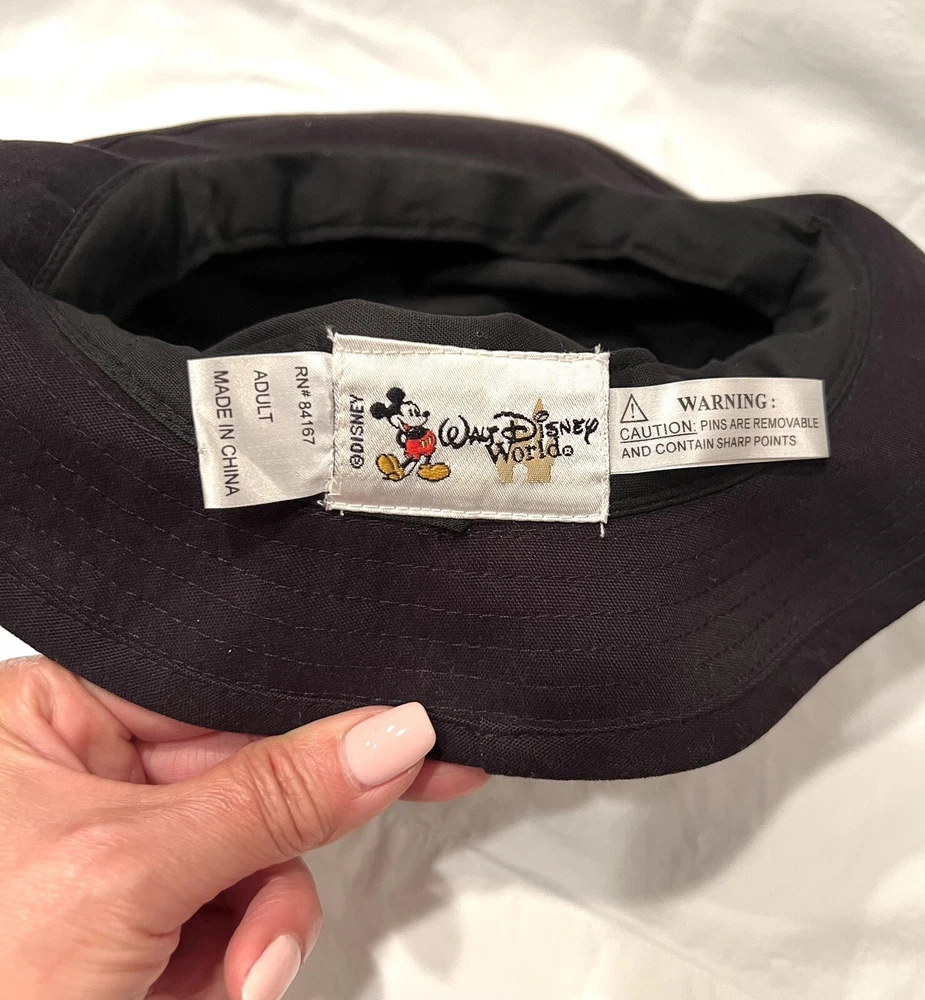 RN# 84167
ADULT
MADE IN CHINA
©DISNEY
WALT DISNEY
World®
WARNING:
CAUTION: PINS ARE REMOVABLE
AND CONTAIN SHARP POINTS